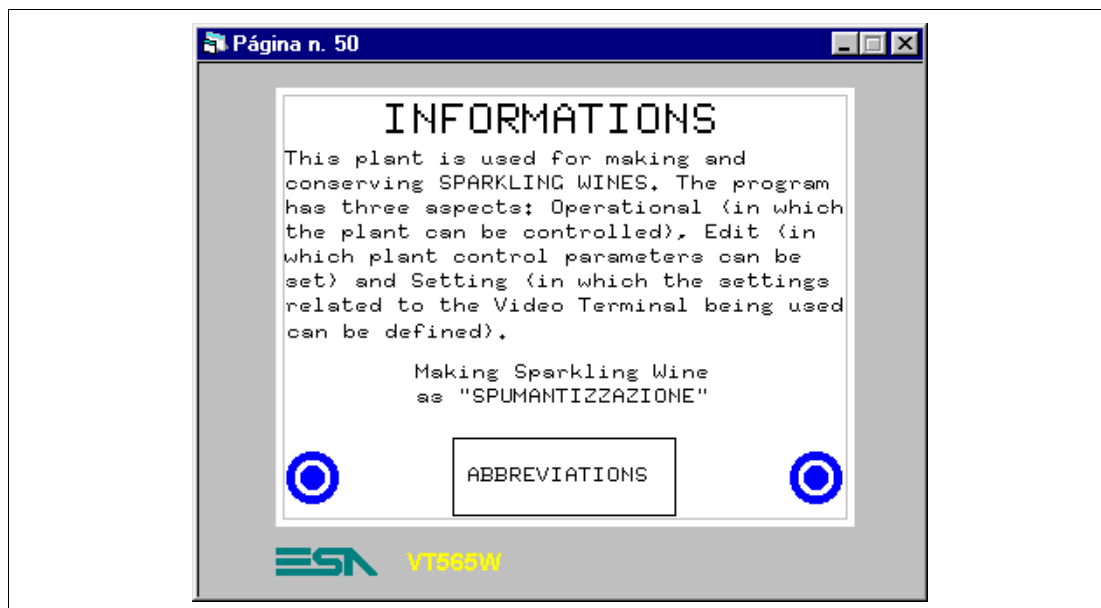 Página n. 50
INFORMATIONS
This plant is used for making and
conserving SPARKLING WINES. The program
has three aspects: Operational (in which
the plant can be controlled), Edit (in
which plant control parameters can be
set) and Setting (in which the settings
related to the Video Terminal being used
can be defined).
Making Sparkling Wine
as "SPUMANTIZZAZIONE"
ABBREVIATIONS
ESA VT565W